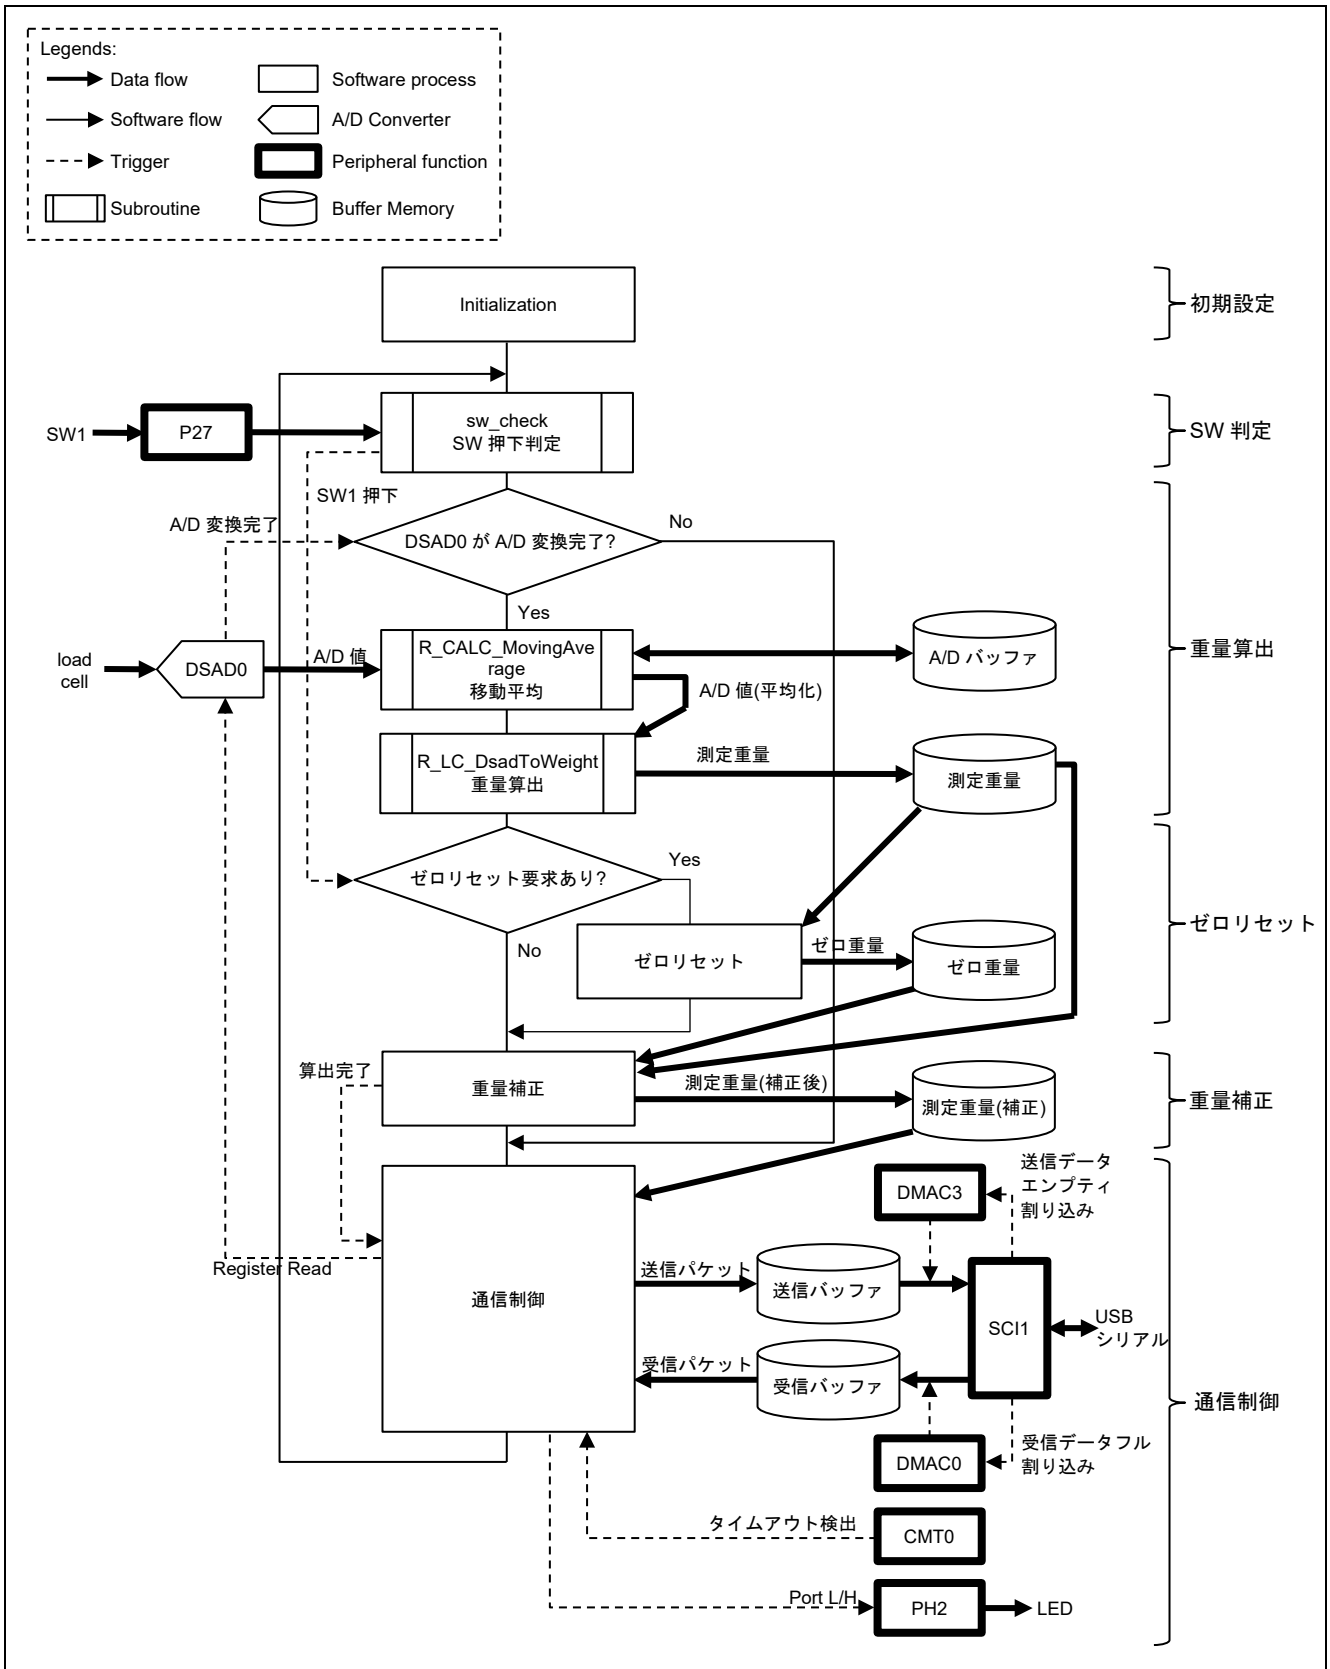 Legends:
Data flow
Software process
Software flow
A/D Converter
Trigger
Peripheral function
Subroutine
Buffer Memory
Initialization
初期設定
SW1
P27
sw_check
SW 押下判定
SW 判定
SW1 押下
A/D 変換完了
DSAD0 が A/D 変換完了?
No
Yes
load
cell
DSAD0
A/D 値
R_CALC_MovingAve
rage
移動平均
A/D バッファ
重量算出
A/D 値(平均化)
R_LC_DsadToWeight
重量算出
測定重量
測定重量
ゼロリセット要求あり?
Yes
No
ゼロリセット
ゼロ重量
ゼロ重量
ゼロリセット
算出完了
重量補正
測定重量(補正後)
測定重量(補正)
重量補正
Register Read
通信制御
送信パケット
送信バッファ
DMAC3
送信データ
エンプティ
割り込み
SCI1
USB
シリアル
受信パケット
受信バッファ
DMAC0
受信データフル
割り込み
通信制御
タイムアウト検出
CMT0
Port L/H
PH2
LED